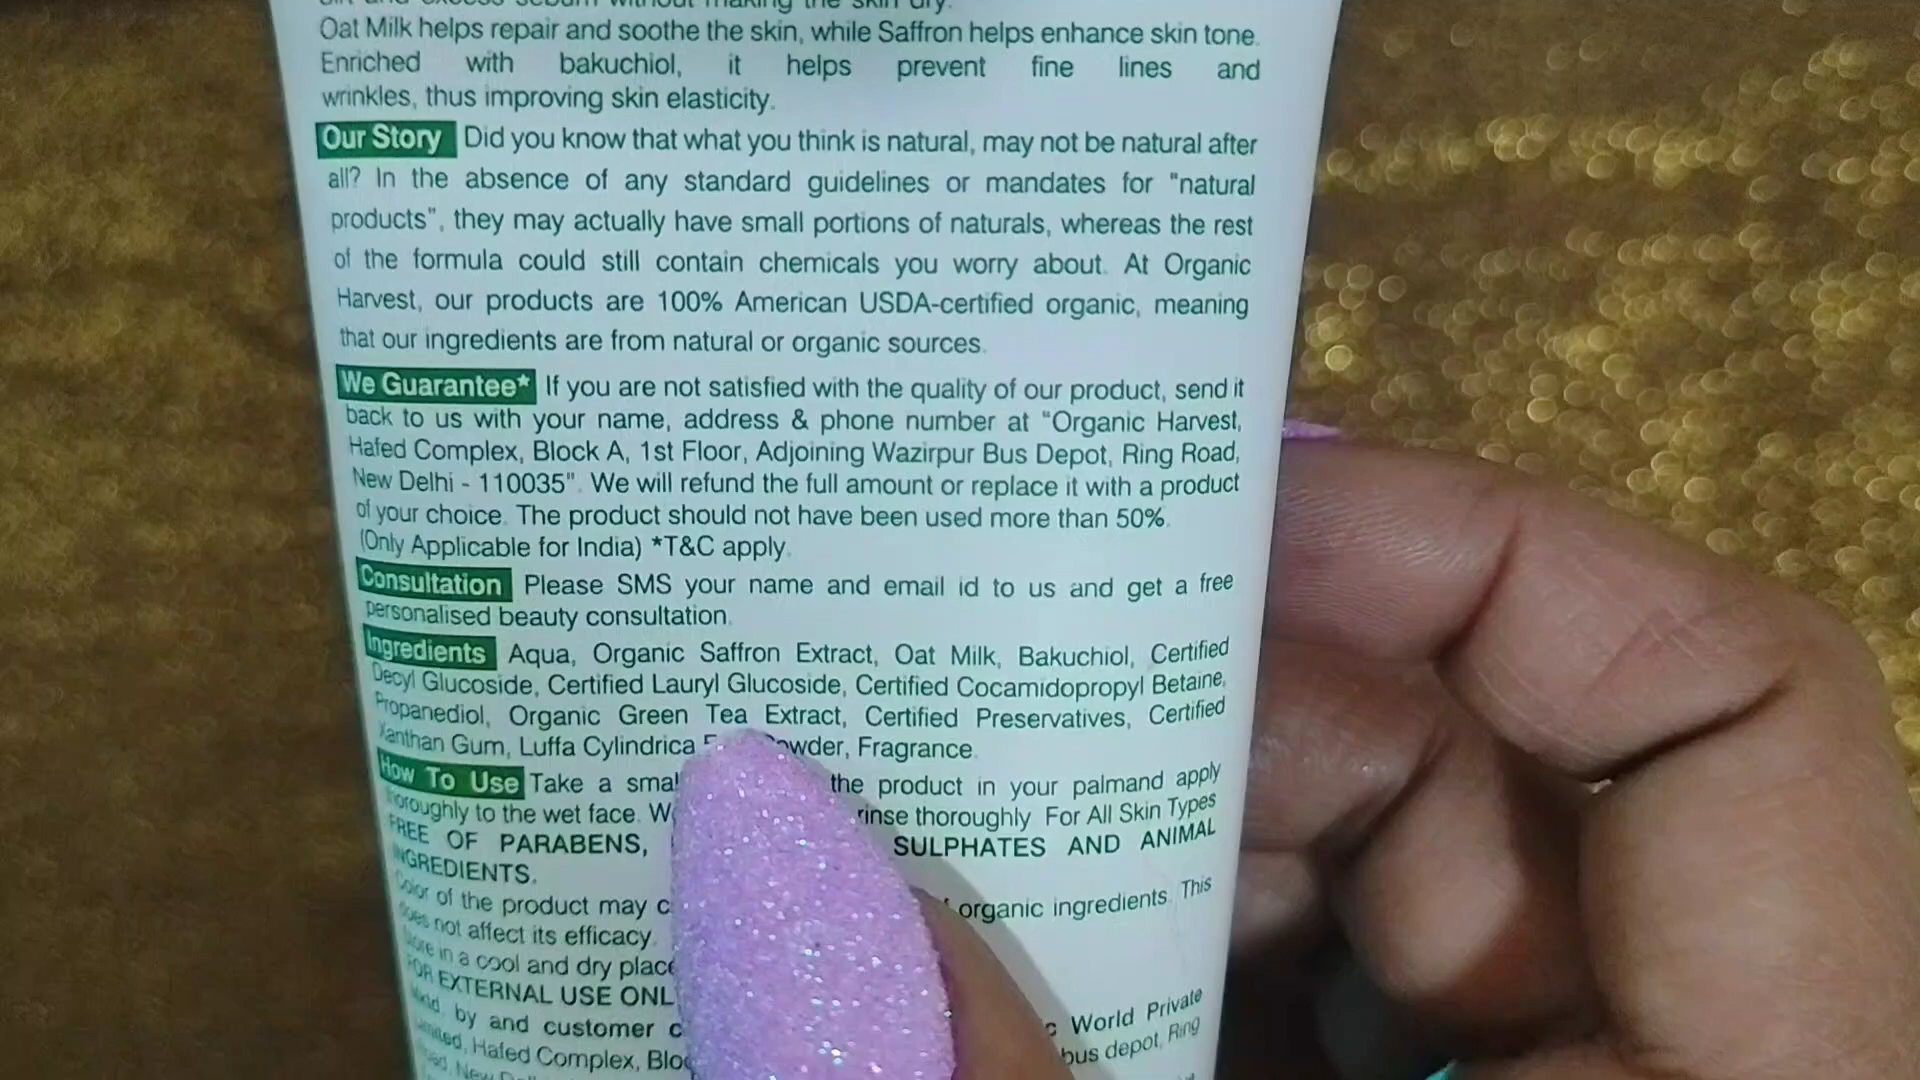 making the skin dry.
Oat Milk helps repair and soothe the skin, while Saffron helps enhance skin tone.
Enriched with bakuchiol, it helps prevent fine lines and
wrinkles, thus improving skin elasticity.
Our Story Did you know that what you think is natural, may not be natural after
all? In the absence of any standard guidelines or mandates for "natural
products", they may actually have small portions of naturals, whereas the rest
of the formula could still contain chemicals you worry about. At Organic
Harvest, our products are 100% American USDA-certified organic, meaning
that our ingredients are from natural or organic sources.
We Guarantee* If you are not satisfied with the quality of our product, send it
back to us with your name, address & phone number at "Organic Harvest,
Hafed Complex, Block A, 1st Floor, Adjoining Wazirpur Bus Depot, Ring Road,
New Delhi - 110035". We will refund the full amount or replace it with a product
of your choice. The product should not have been used more than 50%.
(Only Applicable for India) *T&C apply.
Consultation Please SMS your name and email id to us and get a free
personalised beauty consultation.
Ingredients Aqua, Organic Saffron Extract, Oat Milk, Bakuchiol, Certified
Decyl Glucoside, Certified Lauryl Glucoside, Certified Cocamidopropyl Betaine,
Propanediol, Organic Green Tea Extract, Certified Preservatives, Certified
Xanthan Gum, Luffa Cylindrica Powder, Fragrance.
How To Use Take a the product in your palmand apply
thoroughly to the wet face. rinse thoroughly For All Skin Types
FREE OF PARABENS, SULPHATES AND ANIMAL
INGREDIENTS.
Color of the product may organic ingredients. This
does not affect its efficacy.
Store in a cool and dry place
FOR EXTERNAL USE
Mktd. by and customer World Private
Limited, Hafed Complex, bus depot, Ring
Road, New